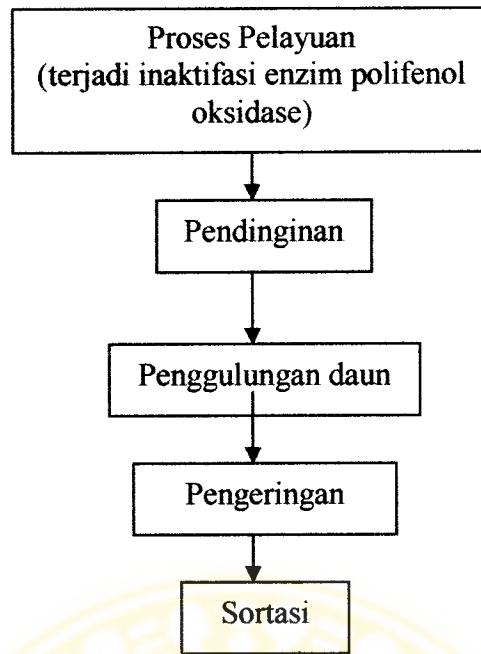 Proses Pelayuan
(terjadi inaktifasi enzim polifenol
oksidase)
Pendinginan
Penggulungan daun
Pengeringan
Sortasi